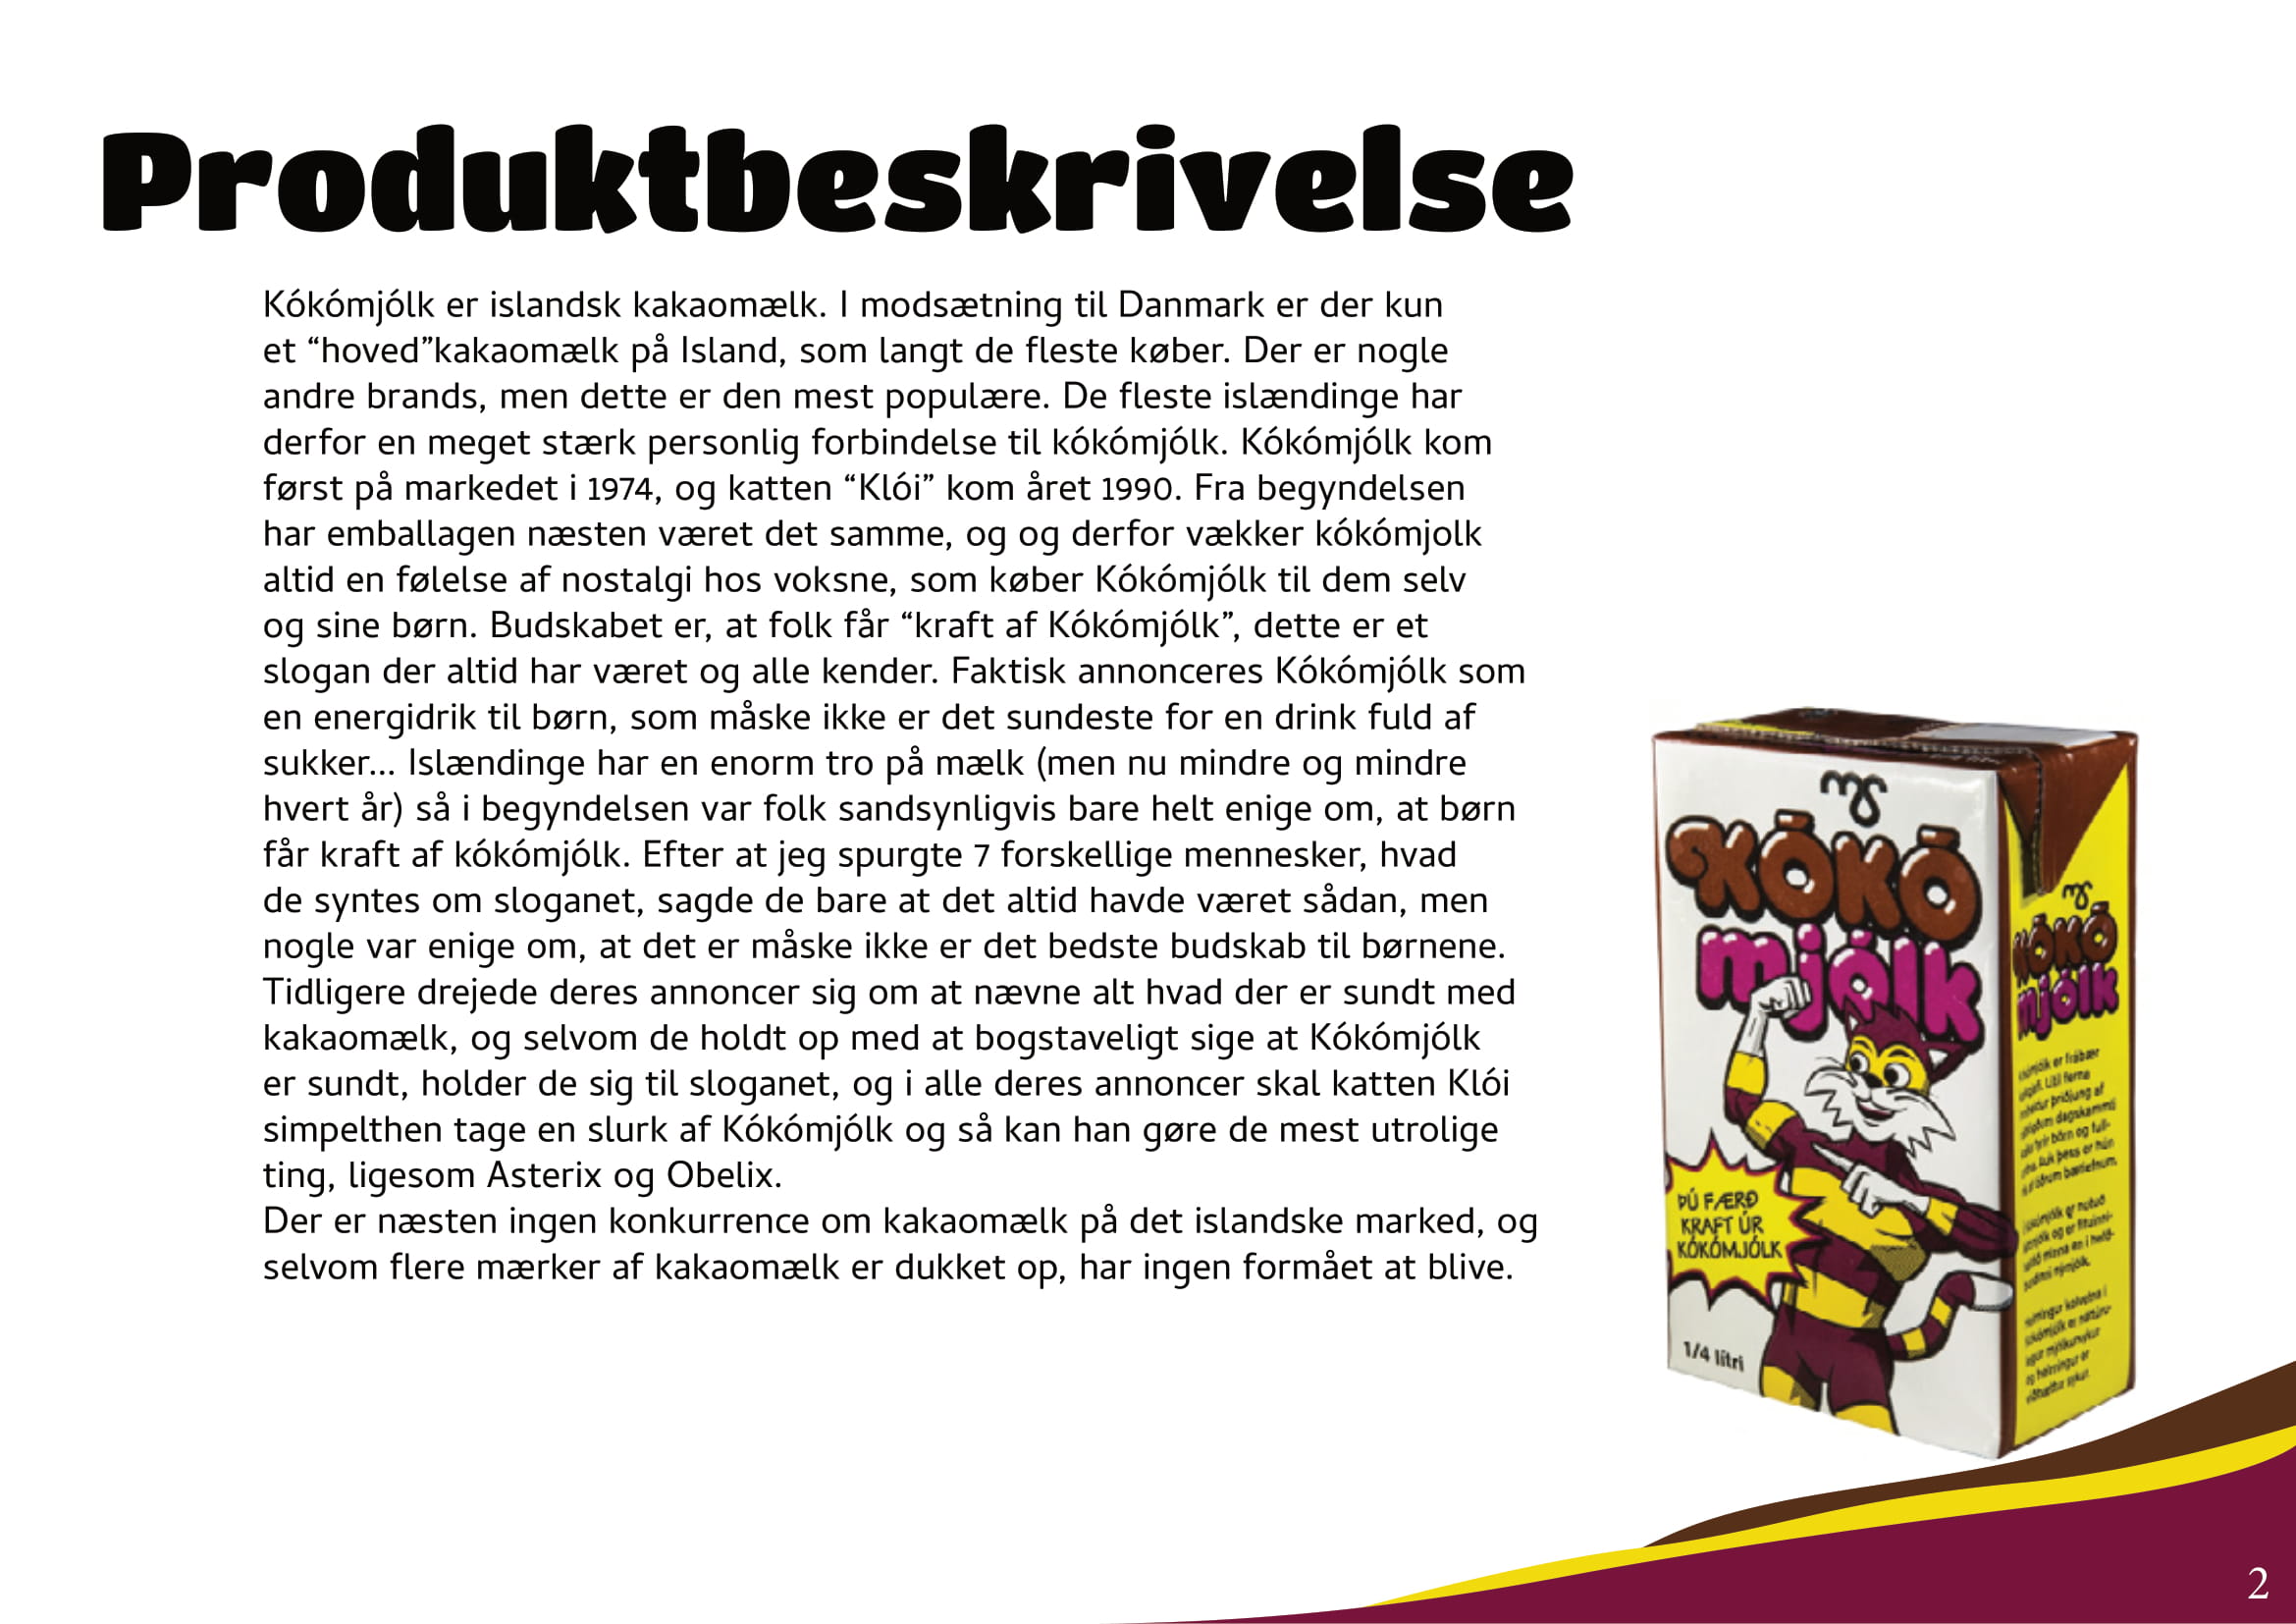 Produktbeskrivelse
Kókómjólk er islandsk kakaomælk. I modsætning til Danmark er der kun
et “hoved”kakaomælk på Island, som langt de fleste køber. Der er nogle
andre brands, men dette er den mest populære. De fleste islændinge har
derfor en meget stærk personlig forbindelse til kókómjólk. Kókómjólk kom
først på markedet i 1974, og katten “Klói” kom året 1990. Fra begyndelsen
har emballagen næsten været det samme, og og derfor vækker kókómjolk
altid en følelse af nostalgi hos voksne, som køber Kókómjólk til dem selv
og sine børn. Budskabet er, at folk får “kraft af Kókómjólk”, dette er et
slogan der altid har været og alle kender. Faktisk annonceres Kókómjólk som
en energidrik til børn, som måske ikke er det sundeste for en drink fuld af
sukker... Islændinge har en enorm tro på mælk (men nu mindre og mindre
hvert år) så i begyndelsen var folk sandsynligvis bare helt enige om, at børn
får kraft af kókómjólk. Efter at jeg spurgte 7 forskellige mennesker, hvad
de syntes om sloganet, sagde de bare at det altid havde været sådan, men
nogle var enige om, at det er måske ikke er det bedste budskab til børnene.
Tidligere drejede deres annoncer sig om at nævne alt hvad der er sundt med
kakaomælk, og selvom de holdt op med at bogstaveligt sige at Kókómjólk
er sundt, holder de sig til sloganet, og i alle deres annoncer skal katten Klói
simpelthen tage en slurk af Kókómjólk og så kan han gøre de mest utrolige
ting, ligesom Asterix og Obelix.
Der er næsten ingen konkurrence om kakaomælk på det islandske marked, og
selvom flere mærker af kakaomælk er dukket op, har ingen formået at blive.
ms
KÓKÓ
mjólk
ÞÚ FÆRÐ
KRAFT ÚR
KÓKÓMJÓLK
1/4 lítri
ms
KÓKÓ
mjólk
er frábær
2